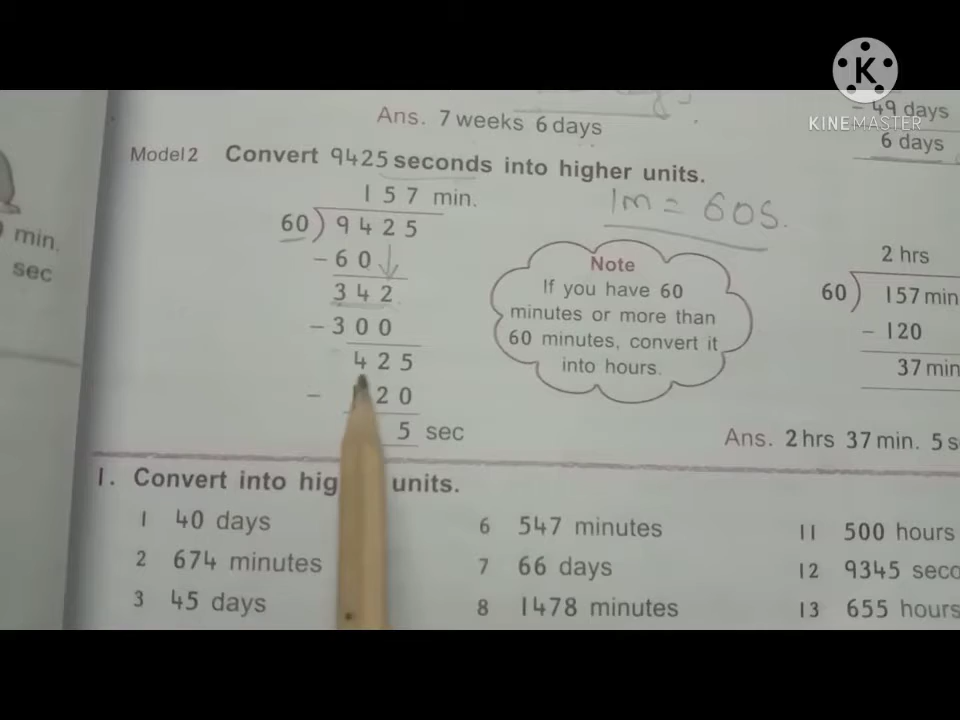 K
KINEMASTER
- 49 days
6 days
Ans. 7 weeks 6 days
Model 2 Convert 9425 seconds into higher units.
157 min.
60) 9425
- 60
342
- 300
425
- 20
5 sec
1m = 60S.
Note
If you have 60
minutes or more than
60 minutes, convert it
into hours.
2 hrs
60) 157 min
- 120
37 min
Ans. 2 hrs 37 min. 5 s
min.
sec
1. Convert into hig units.
1 40 days
2 674 minutes
3 45 days
6 547 minutes
7 66 days
8 1478 minutes
11 500 hours
12 9345 seco
13 655 hours